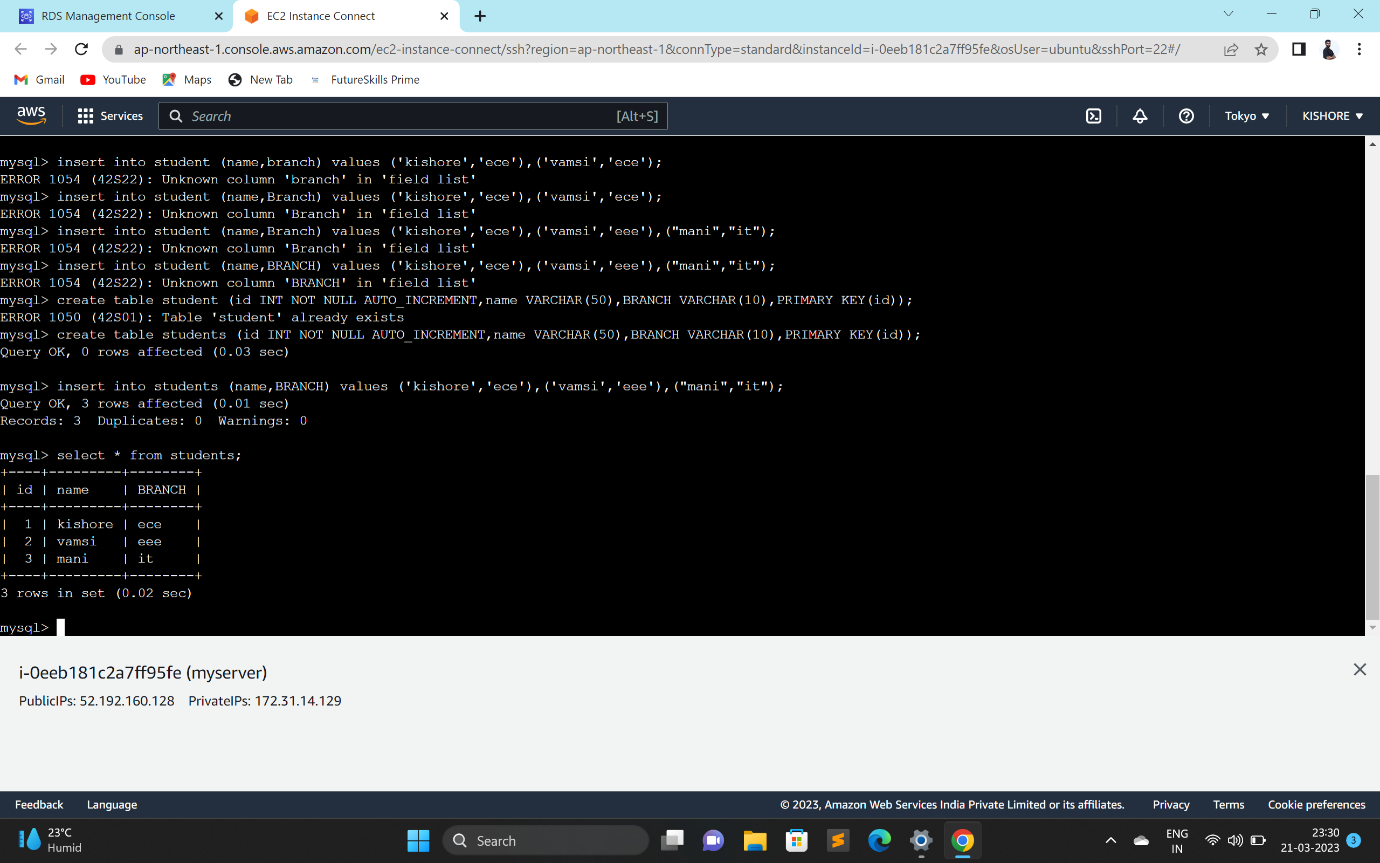 RDS Management Console
EC2 Instance Connect
ap-northeast-1.console.aws.amazon.com/ec2-instance-connect/ssh?region=ap-northeast-1&connType=standard&instanceId=i-0eeb181c2a7ff95fe&osUser=ubuntu&sshPort=22#/
Gmail YouTube Maps New Tab FutureSkills Prime
aws Services Search [Alt+S] Tokyo KISHORE
mysql> insert into student (name,branch) values ('kishore','ece'),('vamsi','ece');
ERROR 1054 (42S22): Unknown column 'branch' in 'field list'
mysql> insert into student (name,Branch) values ('kishore','ece'),('vamsi','ece');
ERROR 1054 (42S22): Unknown column 'Branch' in 'field list'
mysql> insert into student (name,Branch) values ('kishore','ece'),('vamsi','eee'),("mani","it");
ERROR 1054 (42S22): Unknown column 'Branch' in 'field list'
mysql> insert into student (name,BRANCH) values ('kishore','ece'),('vamsi','eee'),("mani","it");
ERROR 1054 (42S22): Unknown column 'BRANCH' in 'field list'
mysql> create table student (id INT NOT NULL AUTO_INCREMENT,name VARCHAR(50),BRANCH VARCHAR(10),PRIMARY KEY(id));
ERROR 1050 (42S01): Table 'student' already exists
mysql> create table students (id INT NOT NULL AUTO_INCREMENT,name VARCHAR(50),BRANCH VARCHAR(10),PRIMARY KEY(id));
Query OK, 0 rows affected (0.03 sec)
mysql> insert into students (name,BRANCH) values ('kishore','ece'),('vamsi','eee'),("mani","it");
Query OK, 3 rows affected (0.01 sec)
Records: 3  Duplicates: 0  Warnings: 0
mysql> select * from students;
+----+---------+--------+
| id | name    | BRANCH |
+----+---------+--------+
|  1 | kishore | ece    |
|  2 | vamsi   | eee    |
|  3 | mani    | it     |
+----+---------+--------+
3 rows in set (0.02 sec)
mysql>
i-0eeb181c2a7ff95fe (myserver)
PublicIPs: 52.192.160.128 PrivateIPs: 172.31.14.129
Feedback Language © 2023, Amazon Web Services India Private Limited or its affiliates. Privacy Terms Cookie preferences
23°C
Humid
Search
ENG
IN
23:30
21-03-2023
3